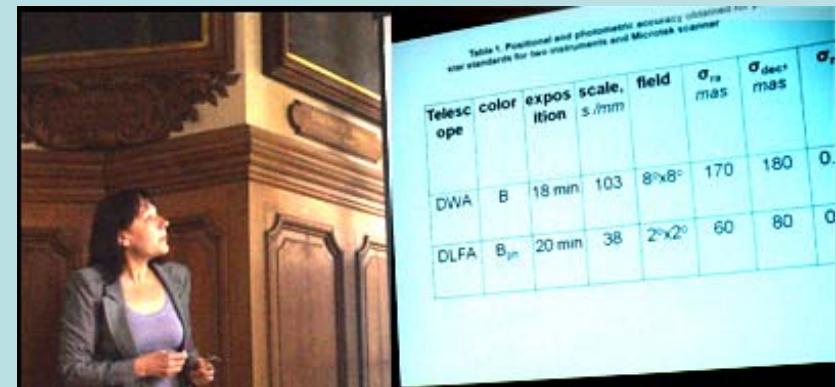 Table 1. Positional and photometric accuracy obtained for
star standards for two instruments and Microtek scanner
Telesc
ope color expos
ition scale,
s /mm field σra
mas σdec,
mas
DWA B 18 min 103 8°x8° 170 180 0.
DLFA Bph 20 min 38 2°x2° 60 80 0